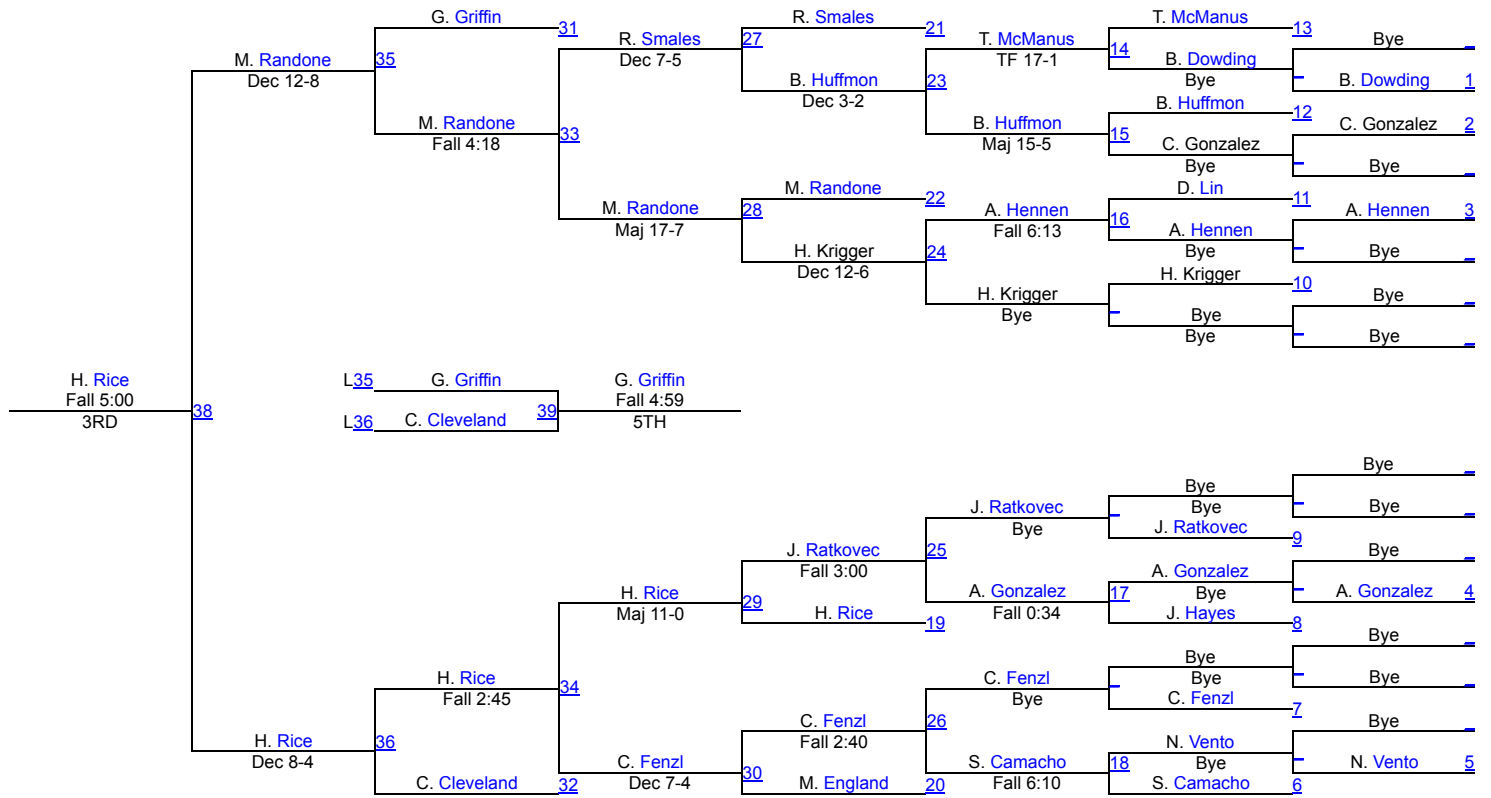 T. McManus
13
Bye
B. Dowding
Bye
B. Dowding 1
T. McManus
TF 17-1
14
B. Huffmon
12
C. Gonzalez 2
C. Gonzalez
Bye
Bye
B. Huffmon
Maj 15-5
15
R. Smales
21
B. Huffmon
Dec 3-2
23
R. Smales
Dec 7-5
27
D. Lin
11
A. Hennen 3
A. Hennen
Bye
Bye
A. Hennen
Fall 6:13
16
H. Krigger
10
Bye
Bye
Bye
Bye
H. Krigger
Bye
M. Randone
22
H. Krigger
Dec 12-6
24
M. Randone
Maj 17-7
28
G. Griffin
31
M. Randone
Fall 4:18
33
M. Randone
Dec 12-8
35
H. Rice
Fall 5:00
3RD
38
L35 G. Griffin
L36 C. Cleveland
39
G. Griffin
Fall 4:59
5TH
Bye
Bye
Bye
Bye
J. Ratkovec
9
J. Ratkovec
Bye
Bye
A. Gonzalez
Bye
A. Gonzalez 4
J. Hayes
8
A. Gonzalez
Fall 0:34
17
J. Ratkovec
Fall 3:00
25
H. Rice
19
H. Rice
Maj 11-0
29
Bye
Bye
Bye
Bye
C. Fenzl
7
C. Fenzl
Bye
Bye
N. Vento
Bye
N. Vento 5
S. Camacho
6
S. Camacho
Fall 6:10
18
C. Fenzl
Fall 2:40
26
M. England
20
C. Fenzl
Dec 7-4
30
H. Rice
Fall 2:45
34
C. Cleveland
32
H. Rice
Dec 8-4
36